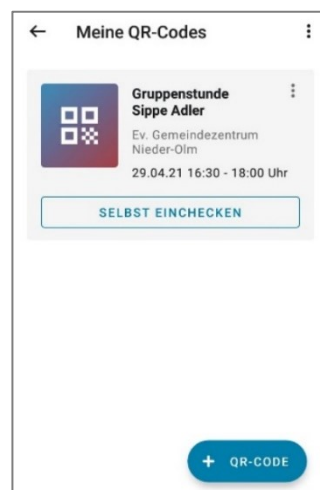 Meine QR-Codes
Gruppenstunde
Sippe Adler
Ev. Gemeindezentrum
Nieder-Olm
29.04.21 16:30 - 18:00 Uhr
SELBST EINCHECKEN
+ QR-CODE